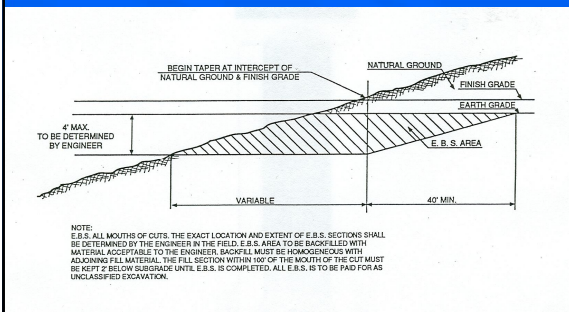 BEGIN TAPER AT INTERCEPT OF
NATURAL GROUND & FINISH GRADE
NATURAL GROUND
FINISH GRADE
EARTH GRADE
4' MAX.
TO BE DETERMINED
BY ENGINEER
E. B. S. AREA
VARIABLE
40' MIN.
NOTE:
E.B.S. ALL MOUTHS OF CUTS. THE EXACT LOCATION AND EXTENT OF E.B.S. SECTIONS SHALL
BE DETERMINED BY THE ENGINEER IN THE FIELD. E.B.S. AREA TO BE BACKFILLED WITH
MATERIAL ACCEPTABLE TO THE ENGINEER. BACKFILL MUST BE HOMOGENEOUS WITH
ADJOINING FILL MATERIAL. THE FILL SECTION WITHIN 100' OF THE MOUTH OF THE CUT MUST
BE KEPT 2' BELOW SUBGRADE UNTIL E.B.S. IS COMPLETED. ALL E.B.S. IS TO BE PAID FOR AS
UNCLASSIFIED EXCAVATION.